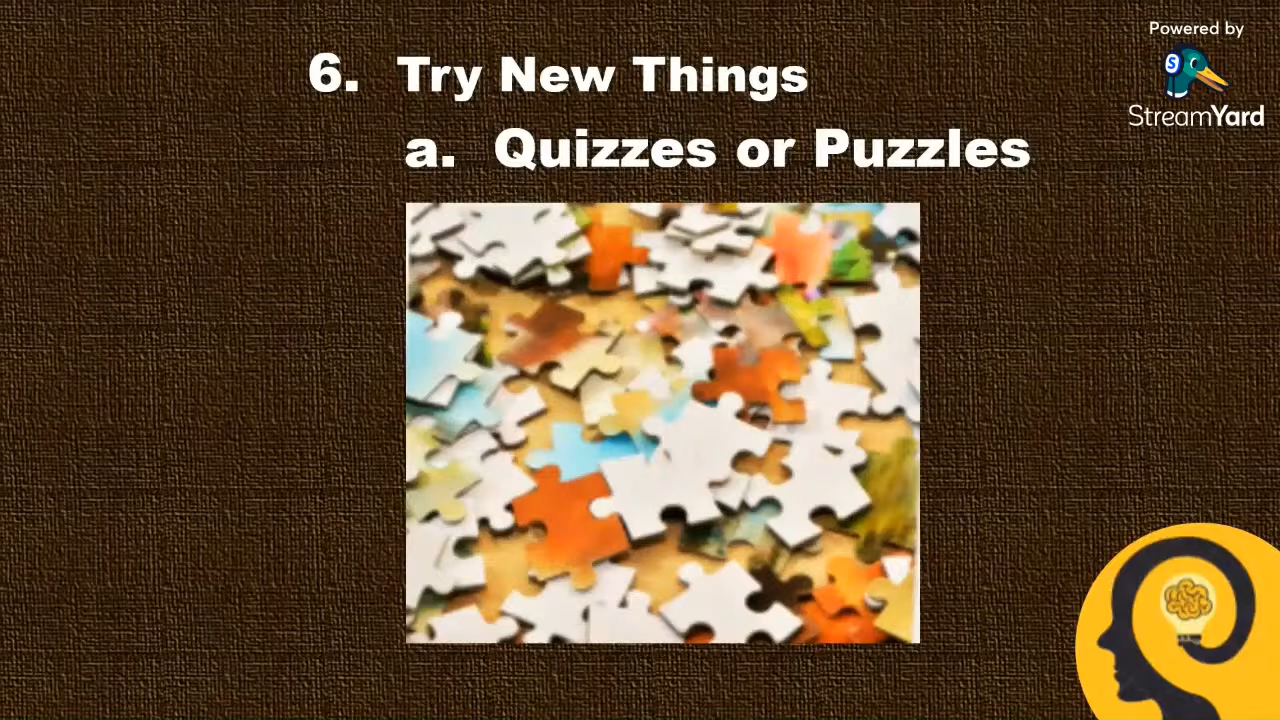 Powered by
S
StreamYard
6. Try New Things
a. Quizzes or Puzzles